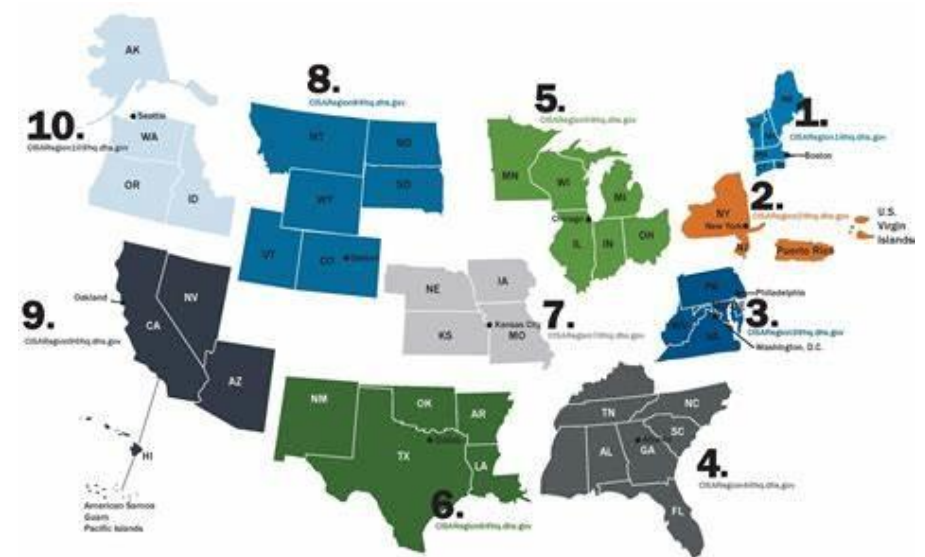 AK
10.
Seattle
CISARegion10@hq.dhs.gov
WA
OR
ID
8.
CISARegion8@hq.dhs.gov
MT
ND
SD
WY
UT
CO
Denver
5.
CISARegion5@hq.dhs.gov
MN
WI
MI
Chicago
IL
IN
OH
1.
CISARegion1@hq.dhs.gov
Boston
2.
CISARegion2@hq.dhs.gov
NY
New York
NJ
Puerto Rico
U.S.
Virgin
Islands
PA
Philadelphia
3.
CISARegion3@hq.dhs.gov
WV
VA
Washington, D.C.
9.
CISARegion9@hq.dhs.gov
Oakland
NV
CA
AZ
HI
American Samoa
Guam
Pacific Islands
NE
IA
KS
Kansas City
MO
7.
CISARegion7@hq.dhs.gov
NM
OK
AR
TX
Dallas
LA
6.
CISARegion6@hq.dhs.gov
TN
NC
SC
AL
GA
FL
4.
CISARegion4@hq.dhs.gov